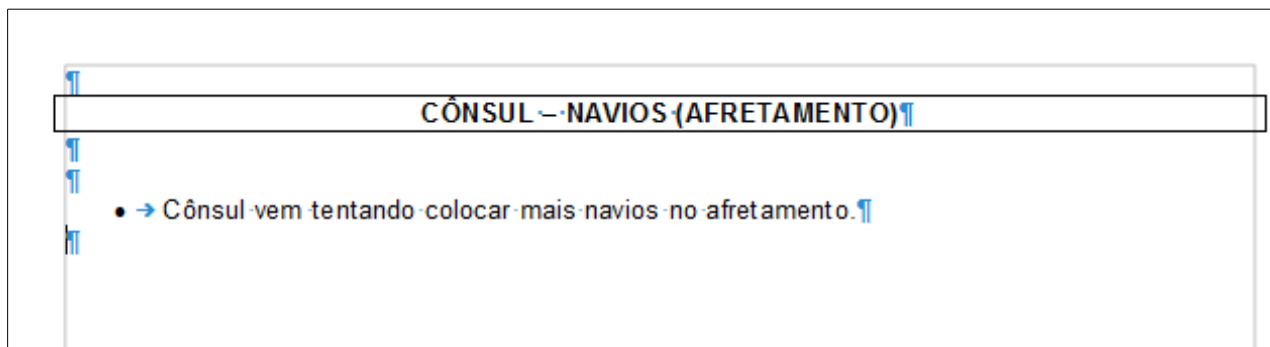 CÔNSUL – NAVIOS (AFRETAMENTO)
• Cônsul vem tentando colocar mais navios no afretamento.